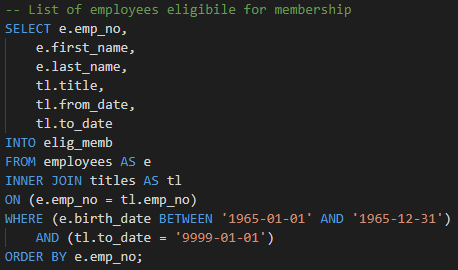 -- List of employees eligibile for membership
SELECT e.emp_no,
    e.first_name,
    e.last_name,
    tl.title,
    tl.from_date,
    tl.to_date
INTO elig_memb
FROM employees AS e
INNER JOIN titles AS tl
ON (e.emp_no = tl.emp_no)
WHERE (e.birth_date BETWEEN '1965-01-01' AND '1965-12-31')
    AND (tl.to_date = '9999-01-01')
ORDER BY e.emp_no;